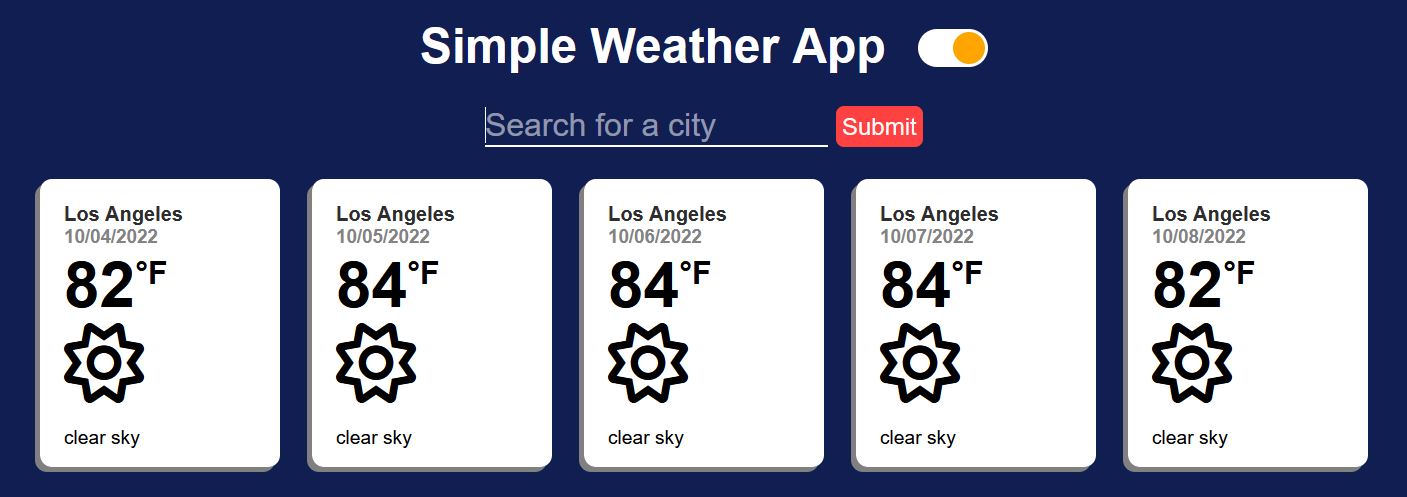 Simple Weather App
Search for a city
Submit
Los Angeles
10/04/2022
82°F
clear sky
Los Angeles
10/05/2022
84°F
clear sky
Los Angeles
10/06/2022
84°F
clear sky
Los Angeles
10/07/2022
84°F
clear sky
Los Angeles
10/08/2022
82°F
clear sky